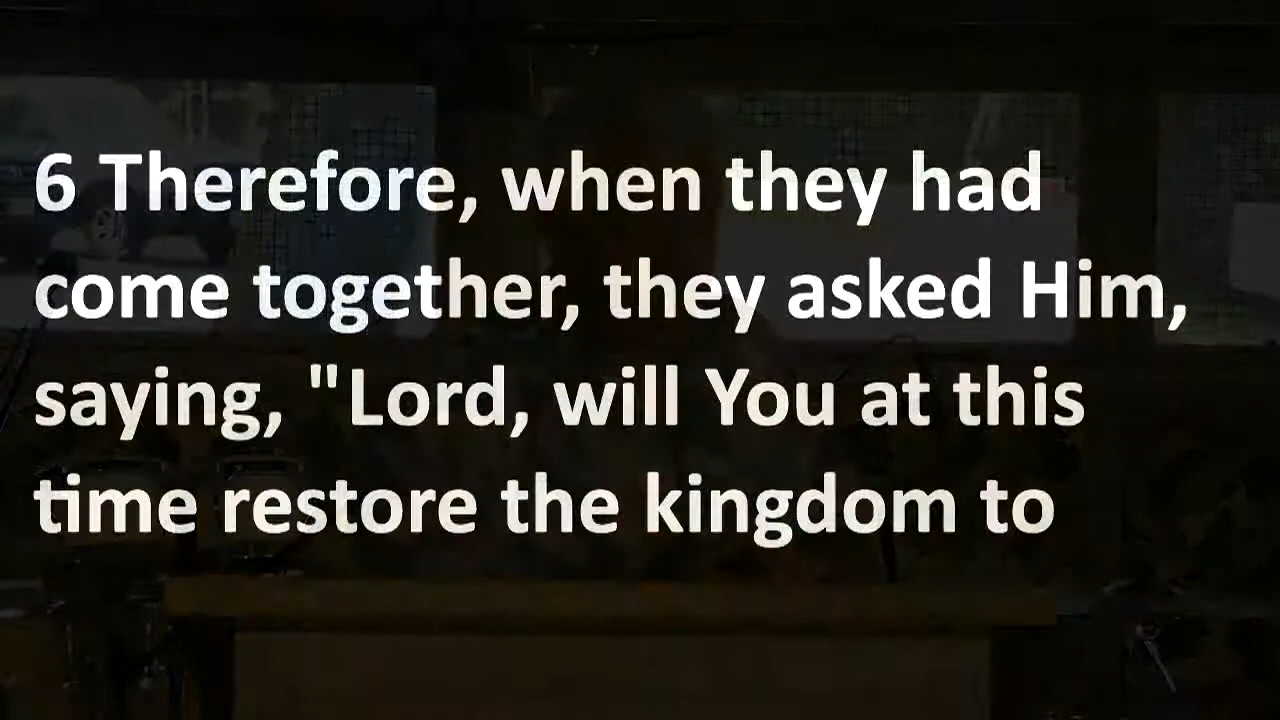 6 Therefore, when they had
come together, they asked Him,
saying, "Lord, will You at this
time restore the kingdom to